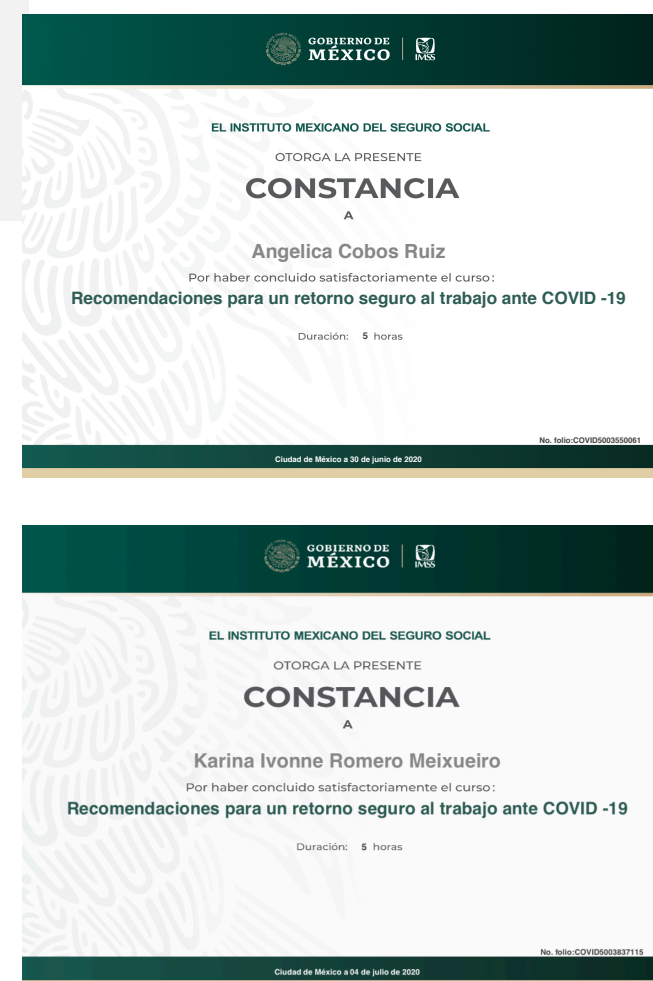 GOBIERNO DE
MÉXICO
IMSS
EL INSTITUTO MEXICANO DEL SEGURO SOCIAL
OTORGA LA PRESENTE
CONSTANCIA
A
Angelica Cobos Ruiz
Por haber concluido satisfactoriamente el curso:
Recomendaciones para un retorno seguro al trabajo ante COVID -19
Duración: 5 horas
No. folio:COVID5003550061
Ciudad de México a 30 de junio de 2020
GOBIERNO DE
MÉXICO
IMSS
EL INSTITUTO MEXICANO DEL SEGURO SOCIAL
OTORGA LA PRESENTE
CONSTANCIA
A
Karina Ivonne Romero Meixueiro
Por haber concluido satisfactoriamente el curso:
Recomendaciones para un retorno seguro al trabajo ante COVID -19
Duración: 5 horas
No. folio:COVID5003837115
Ciudad de México a 04 de julio de 2020